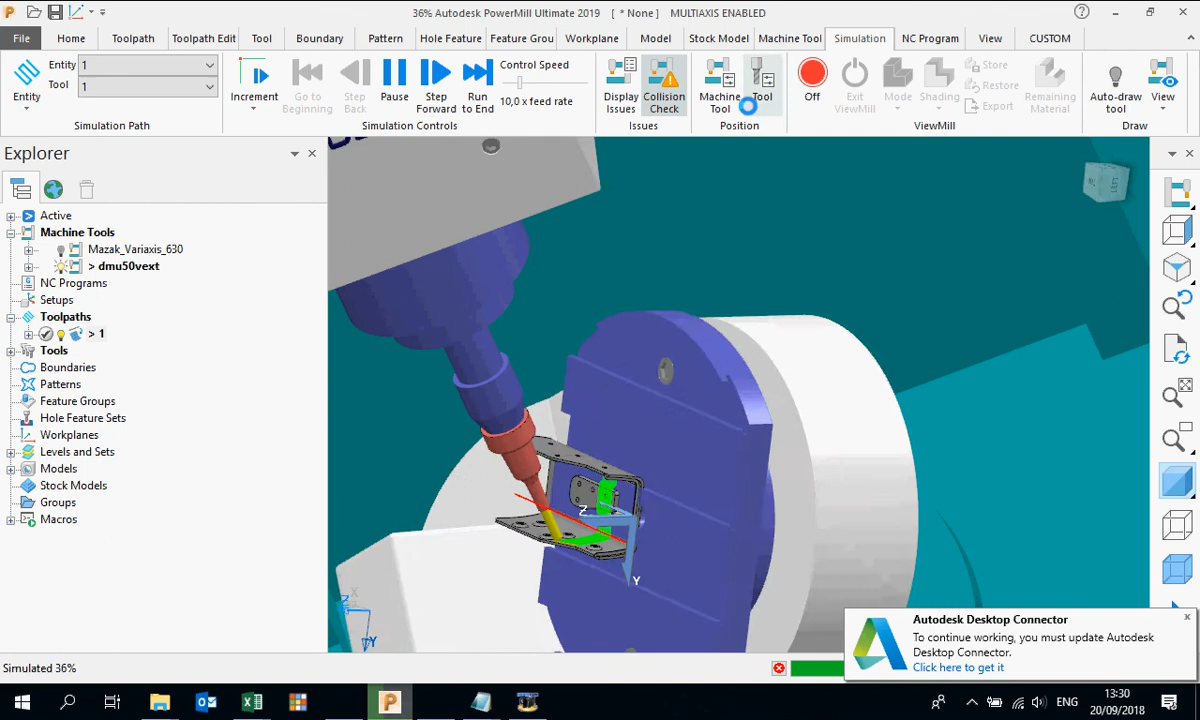 36% Autodesk PowerMill Ultimate 2019 [ * None ] MULTIAXIS ENABLED
File Home Toolpath Toolpath Edit Tool Boundary Pattern Hole Feature Feature Grou Workplane Model Stock Model Machine Tool Simulation NC Program View CUSTOM
Entity 1
Tool 1
Entity
Simulation Path
Increment
Go to Beginning
Step Back
Pause
Step Forward
Run to End
Control Speed
10,0 x feed rate
Simulation Controls
Display Issues
Collision Check
Issues
Machine Tool
Tool
Position
Off
Exit ViewMill
Mode
Shading
Store
Restore
Export
Remaining Material
ViewMill
Auto-draw tool
View
Draw
Explorer
Active
Machine Tools
Mazak_Variaxis_630
> dmu50vext
NC Programs
Setups
Toolpaths
> 1
Tools
Boundaries
Patterns
Feature Groups
Hole Feature Sets
Workplanes
Levels and Sets
Models
Stock Models
Groups
Macros
Z
Y
X
Z
Y
Autodesk Desktop Connector
To continue working, you must update Autodesk
Desktop Connector.
Click here to get it
Simulated 36%
ENG
13:30
20/09/2018